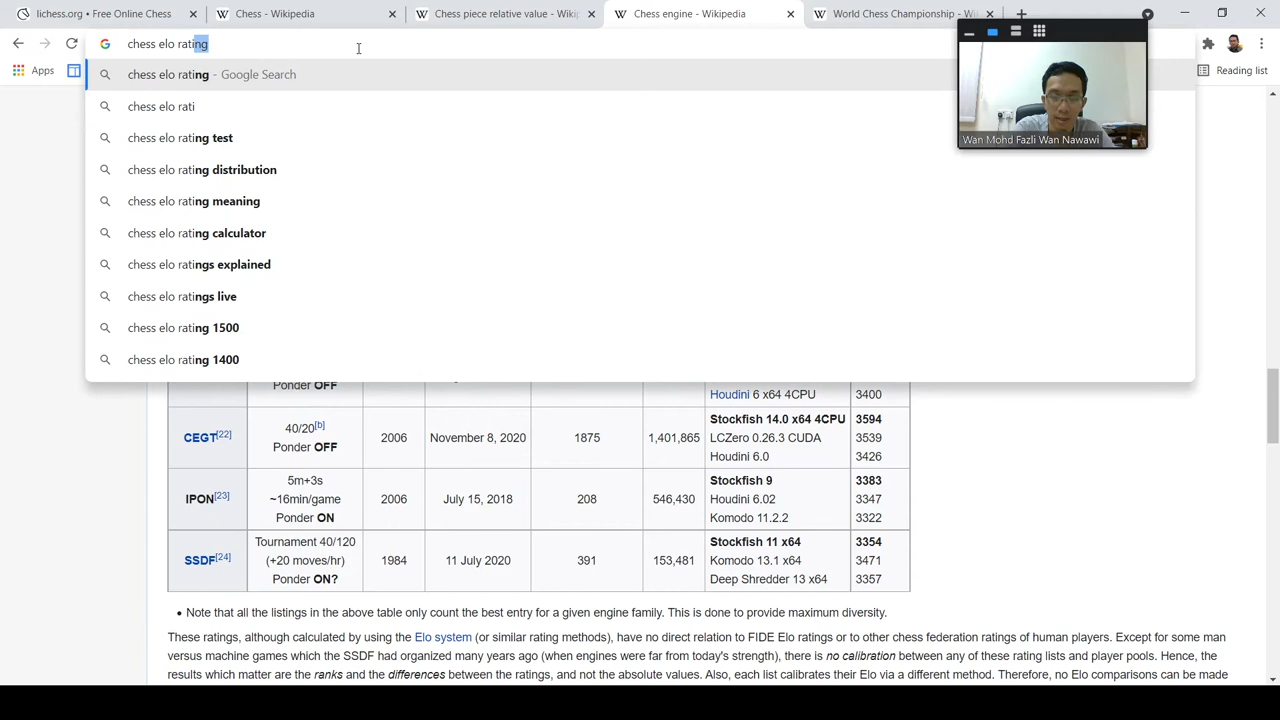 lichess.org • Free Online Chess
Chess - Wikipedia
Chess piece relative value - Wikip
Chess engine - Wikipedia
World Chess Championship - Wi
chess elo rating
Apps
Reading list
chess elo rating - Google Search
chess elo rati
chess elo rating test
chess elo rating distribution
chess elo rating meaning
chess elo rating calculator
chess elo ratings explained
chess elo ratings live
chess elo rating 1500
chess elo rating 1400
Wan Mohd Fazli Wan Nawawi
Ponder OFF
Houdini 6 x64 4CPU
3400
CEGT[22]
40/20[b]
Ponder OFF
2006
November 8, 2020
1875
1,401,865
Stockfish 14.0 x64 4CPU
LCZero 0.26.3 CUDA
Houdini 6.0
3594
3539
3426
IPON[23]
5m+3s
~16min/game
Ponder ON
2006
July 15, 2018
208
546,430
Stockfish 9
Houdini 6.02
Komodo 11.2.2
3383
3347
3322
SSDF[24]
Tournament 40/120
(+20 moves/hr)
Ponder ON?
1984
11 July 2020
391
153,481
Stockfish 11 x64
Komodo 13.1 x64
Deep Shredder 13 x64
3354
3471
3357
• Note that all the listings in the above table only count the best entry for a given engine family. This is done to provide maximum diversity.
These ratings, although calculated by using the Elo system (or similar rating methods), have no direct relation to FIDE Elo ratings or to other chess federation ratings of human players. Except for some man
versus machine games which the SSDF had organized many years ago (when engines were far from today's strength), there is no calibration between any of these rating lists and player pools. Hence, the
results which matter are the ranks and the differences between the ratings, and not the absolute values. Also, each list calibrates their Elo via a different method. Therefore, no Elo comparisons can be made